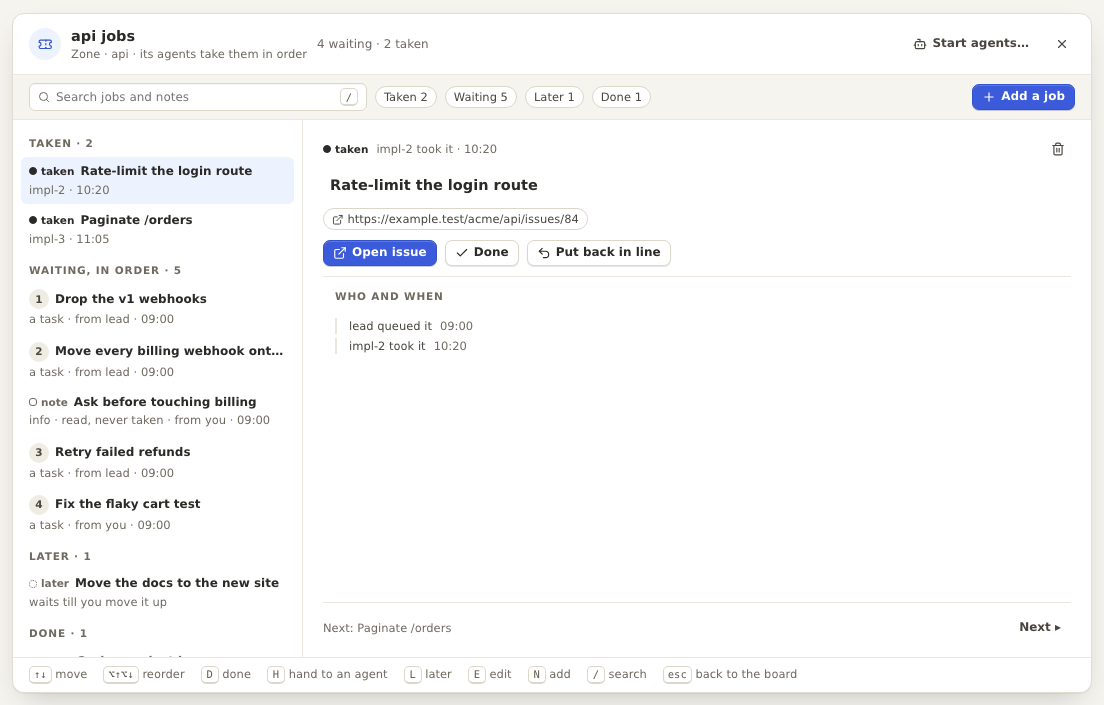 api jobs
Zone · api · its agents take them in order
4 waiting · 2 taken
Start agents…
Search jobs and notes
/
Taken 2
Waiting 5
Later 1
Done 1
Add a job
TAKEN · 2
taken Rate-limit the login route
impl-2 · 10:20
taken Paginate /orders
impl-3 · 11:05
WAITING, IN ORDER · 5
1 Drop the v1 webhooks
a task · from lead · 09:00
2 Move every billing webhook ont…
a task · from lead · 09:00
note Ask before touching billing
info · read, never taken · from you · 09:00
3 Retry failed refunds
a task · from lead · 09:00
4 Fix the flaky cart test
a task · from you · 09:00
LATER · 1
later Move the docs to the new site
waits till you move it up
DONE · 1
taken impl-2 took it · 10:20
Rate-limit the login route
https://example.test/acme/api/issues/84
Open issue
Done
Put back in line
WHO AND WHEN
lead queued it 09:00
impl-2 took it 10:20
Next: Paginate /orders
Next ▸
↑↓ move
⌥↑⌥↓ reorder
D done
H hand to an agent
L later
E edit
N add
/ search
esc back to the board